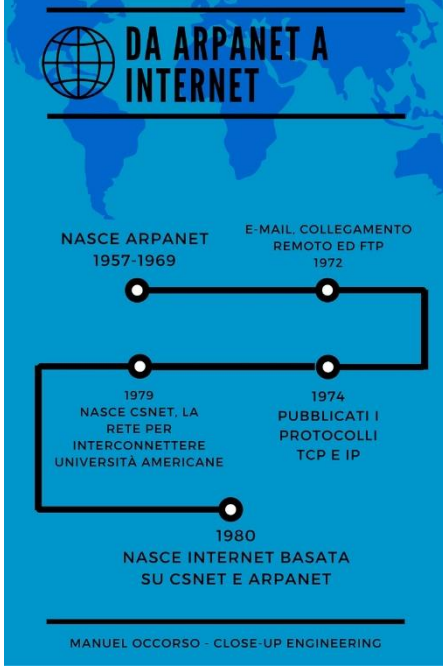 DA ARPANET A
INTERNET
NASCE ARPANET
1957-1969
E-MAIL, COLLEGAMENTO
REMOTO ED FTP
1972
1974
PUBBLICATI I
PROTOCOLLI
TCP E IP
1979
NASCE CSNET, LA
RETE PER
INTERCONNETTERE
UNIVERSITÀ AMERICANE
1980
NASCE INTERNET BASATA
SU CSNET E ARPANET
MANUEL OCCORSO - CLOSE-UP ENGINEERING